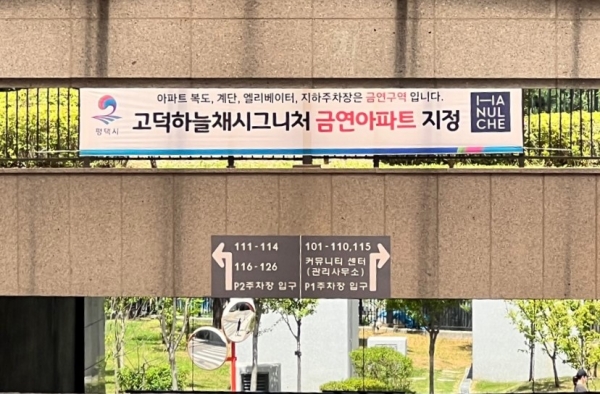 아파트 복도, 계단, 엘리베이터, 지하주차장은 금연구역 입니다.
평택시
고덕하늘채시그니처 금연아파트 지정
HA
NUL
CHE
111-114
116-126
P2주차장 입구
101-110,115
커뮤니티 센터
(관리사무소)
P1주차장 입구